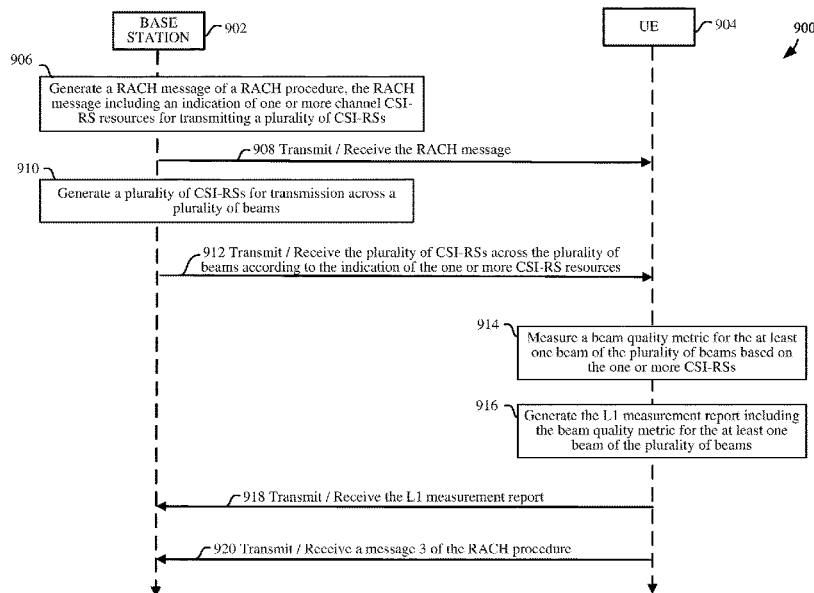 BASE
STATION
902
UE
904
900
906
Generate a RACH message of a RACH procedure, the RACH
message including an indication of one or more channel CSI-
RS resources for transmitting a plurality of CSI-RSs
908 Transmit / Receive the RACH message
910
Generate a plurality of CSI-RSs for transmission across a
plurality of beams
912 Transmit / Receive the plurality of CSI-RSs across the plurality of
beams according to the indication of the one or more CSI-RS resources
914
Measure a beam quality metric for the at least
one beam of the plurality of beams based on
the one or more CSI-RSs
916
Generate the L1 measurement report including
the beam quality metric for the at least one
beam of the plurality of beams
918 Transmit / Receive the L1 measurement report
920 Transmit / Receive a message 3 of the RACH procedure